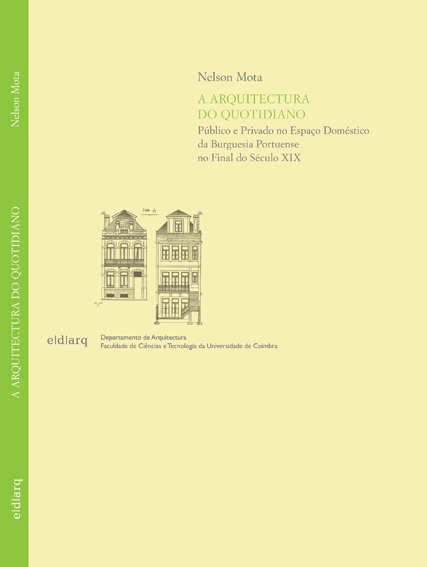 Nelson Mota
A ARQUITECTURA
DO QUOTIDIANO
Público e Privado no Espaço Doméstico
da Burguesia Portuense
no Final do Século XIX
e|d|arq
Departamento de Arquitectura
Faculdade de Ciências e Tecnologia da Universidade de Coimbra
Nelson Mota
A ARQUITECTURA DO QUOTIDIANO
e|d|arq